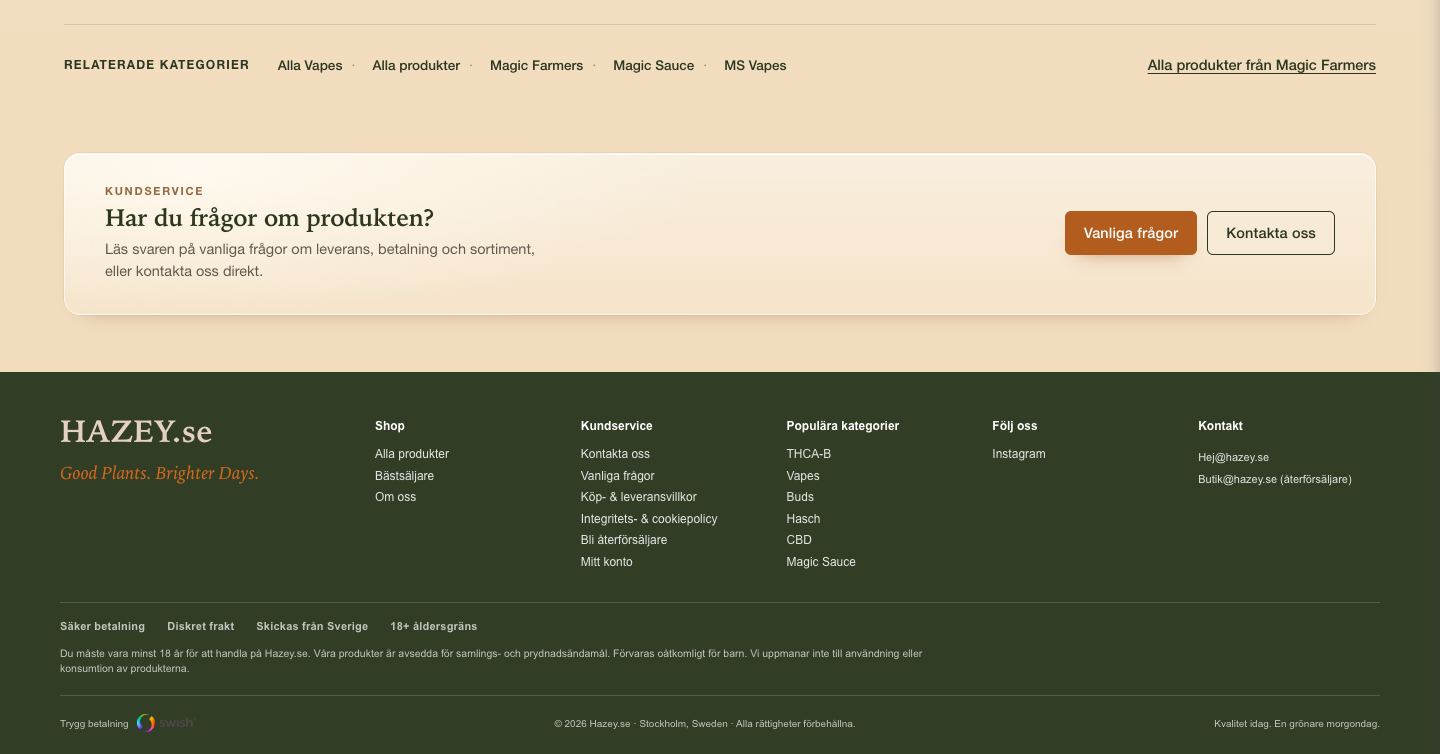 RELATERADE KATEGORIER Alla Vapes · Alla produkter · Magic Farmers · Magic Sauce · MS Vapes Alla produkter från Magic Farmers
KUNDSERVICE
Har du frågor om produkten?
Läs svaren på vanliga frågor om leverans, betalning och sortiment,
eller kontakta oss direkt.
Vanliga frågor Kontakta oss
HAZEY.se
Good Plants. Brighter Days.
Shop
Alla produkter
Bästsäljare
Om oss
Kundservice
Kontakta oss
Vanliga frågor
Köp- & leveransvillkor
Integritets- & cookiepolicy
Bli återförsäljare
Mitt konto
Populära kategorier
THCA-B
Vapes
Buds
Hasch
CBD
Magic Sauce
Följ oss
Instagram
Kontakt
Hej@hazey.se
Butik@hazey.se (återförsäljare)
Säker betalning Diskret frakt Skickas från Sverige 18+ åldersgräns
Du måste vara minst 18 år för att handla på Hazey.se. Våra produkter är avsedda för samlings- och prydnadsändamål. Förvaras oåtkomligt för barn. Vi uppmanar inte till användning eller
konsumtion av produkterna.
Trygg betalning swish © 2026 Hazey.se · Stockholm, Sweden · Alla rättigheter förbehållna. Kvalitet idag. En grönare morgondag.